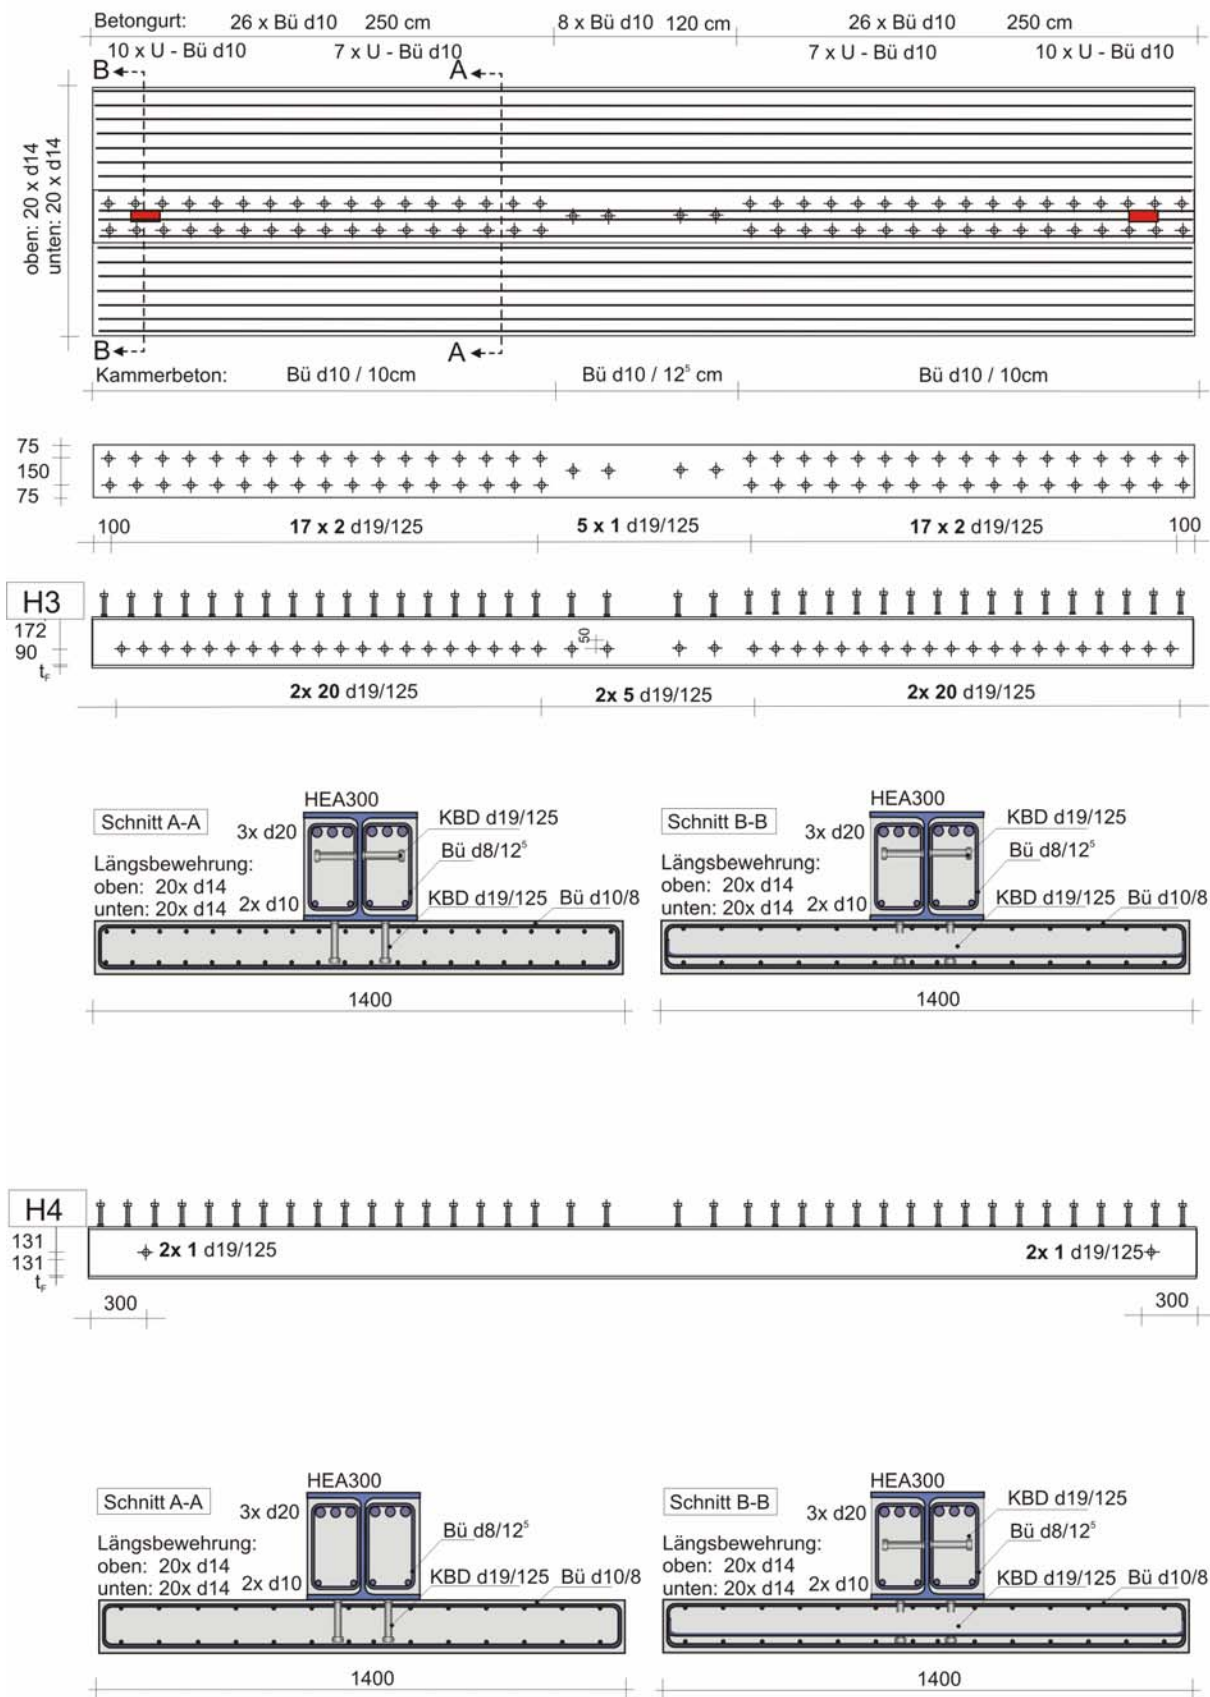 Betongurt: 26 x Bü d10 250 cm 8 x Bü d10 120 cm 26 x Bü d10 250 cm
10 x U - Bü d10 7 x U - Bü d10 7 x U - Bü d10 10 x U - Bü d10
B A
oben: 20 x d14
unten: 20 x d14
B A
Kammerbeton: Bü d10 / 10cm Bü d10 / 12⁵ cm Bü d10 / 10cm
75
150
75
100 17 x 2 d19/125 5 x 1 d19/125 17 x 2 d19/125 100
H3
172
90
tF
50
2x 20 d19/125 2x 5 d19/125 2x 20 d19/125
HEA300
Schnitt A-A
KBD d19/125
3x d20
Bü d8/12⁵
Längsbewehrung:
oben: 20x d14
unten: 20x d14 2x d10
KBD d19/125 Bü d10/8
1400
HEA300
Schnitt B-B
KBD d19/125
3x d20
Bü d8/12⁵
Längsbewehrung:
oben: 20x d14
unten: 20x d14 2x d10
KBD d19/125 Bü d10/8
1400
H4
131
131
tF
2x 1 d19/125 2x 1 d19/125
300 300
HEA300
Schnitt A-A
3x d20
Bü d8/12⁵
Längsbewehrung:
oben: 20x d14
unten: 20x d14 2x d10
KBD d19/125 Bü d10/8
1400
HEA300
Schnitt B-B
KBD d19/125
3x d20
Bü d8/12⁵
Längsbewehrung:
oben: 20x d14
unten: 20x d14 2x d10
KBD d19/125 Bü d10/8
1400